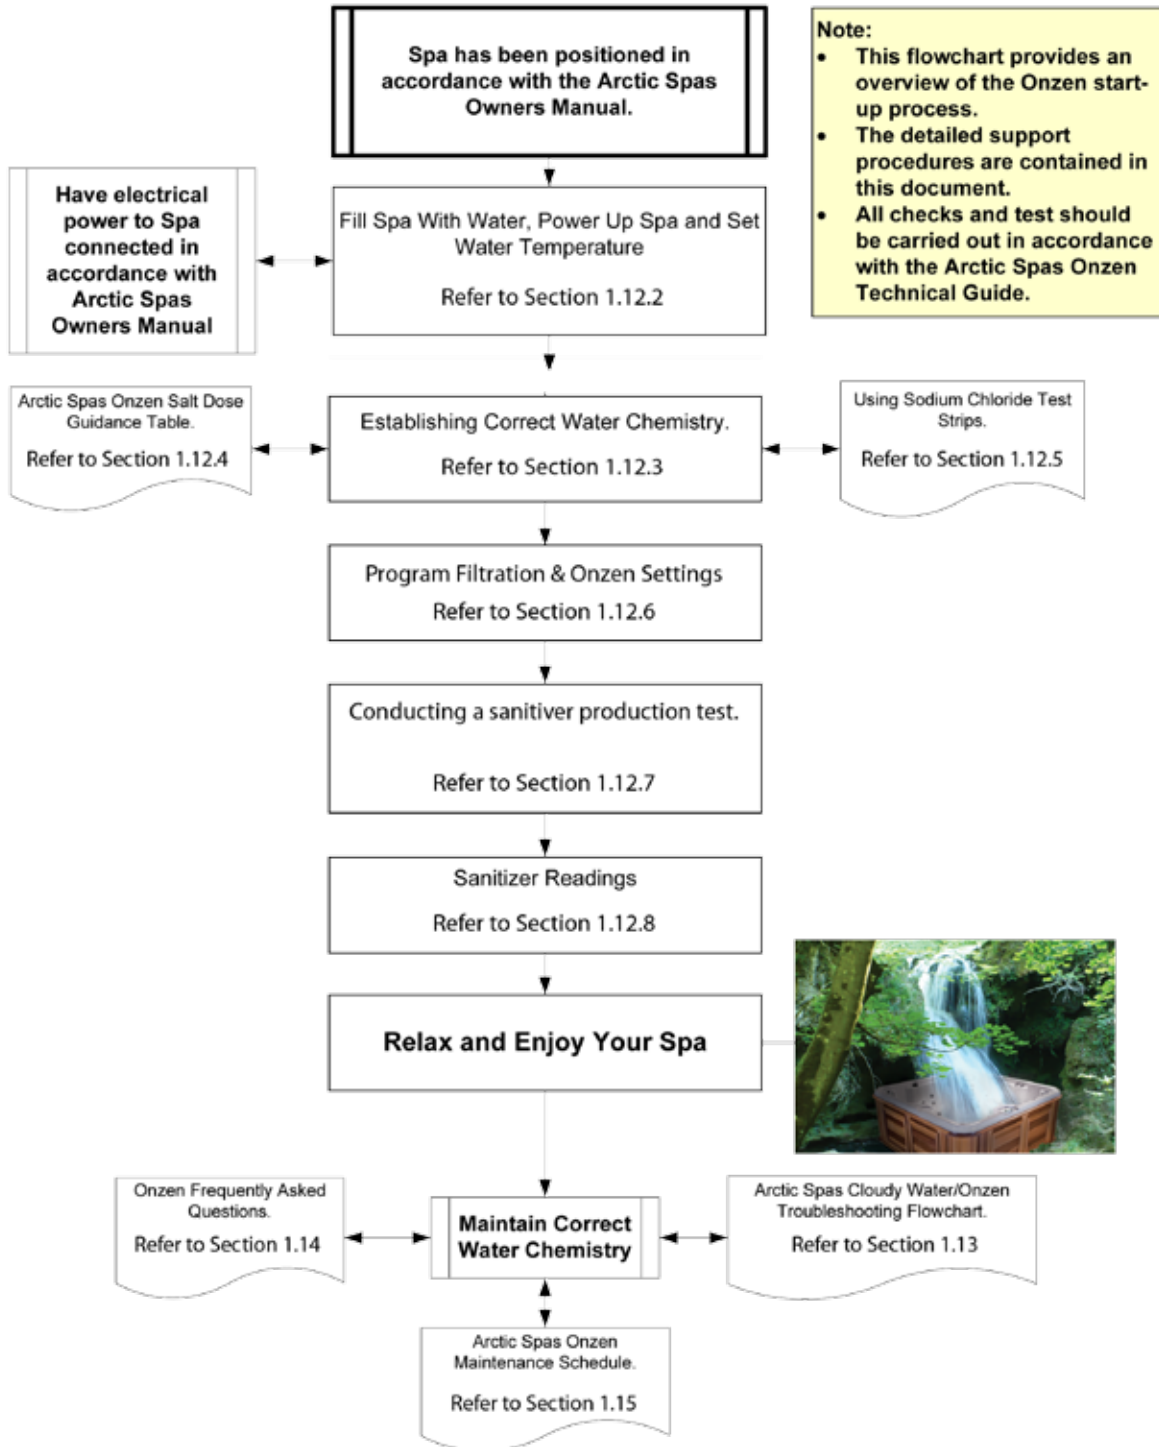 Spa has been positioned in
accordance with the Arctic Spas
Owners Manual.
Note:
• This flowchart provides an
overview of the Onzen start-
up process.
• The detailed support
procedures are contained in
this document.
• All checks and test should
be carried out in accordance
with the Arctic Spas Onzen
Technical Guide.
Have electrical
power to Spa
connected in
accordance with
Arctic Spas
Owners Manual
Fill Spa With Water, Power Up Spa and Set
Water Temperature
Refer to Section 1.12.2
Arctic Spas Onzen Salt Dose
Guidance Table.
Refer to Section 1.12.4
Establishing Correct Water Chemistry.
Refer to Section 1.12.3
Using Sodium Chloride Test
Strips.
Refer to Section 1.12.5
Program Filtration & Onzen Settings
Refer to Section 1.12.6
Conducting a sanitiver production test.
Refer to Section 1.12.7
Sanitizer Readings
Refer to Section 1.12.8
Relax and Enjoy Your Spa
Onzen Frequently Asked
Questions.
Refer to Section 1.14
Maintain Correct
Water Chemistry
Arctic Spas Cloudy Water/Onzen
Troubleshooting Flowchart.
Refer to Section 1.13
Arctic Spas Onzen
Maintenance Schedule.
Refer to Section 1.15